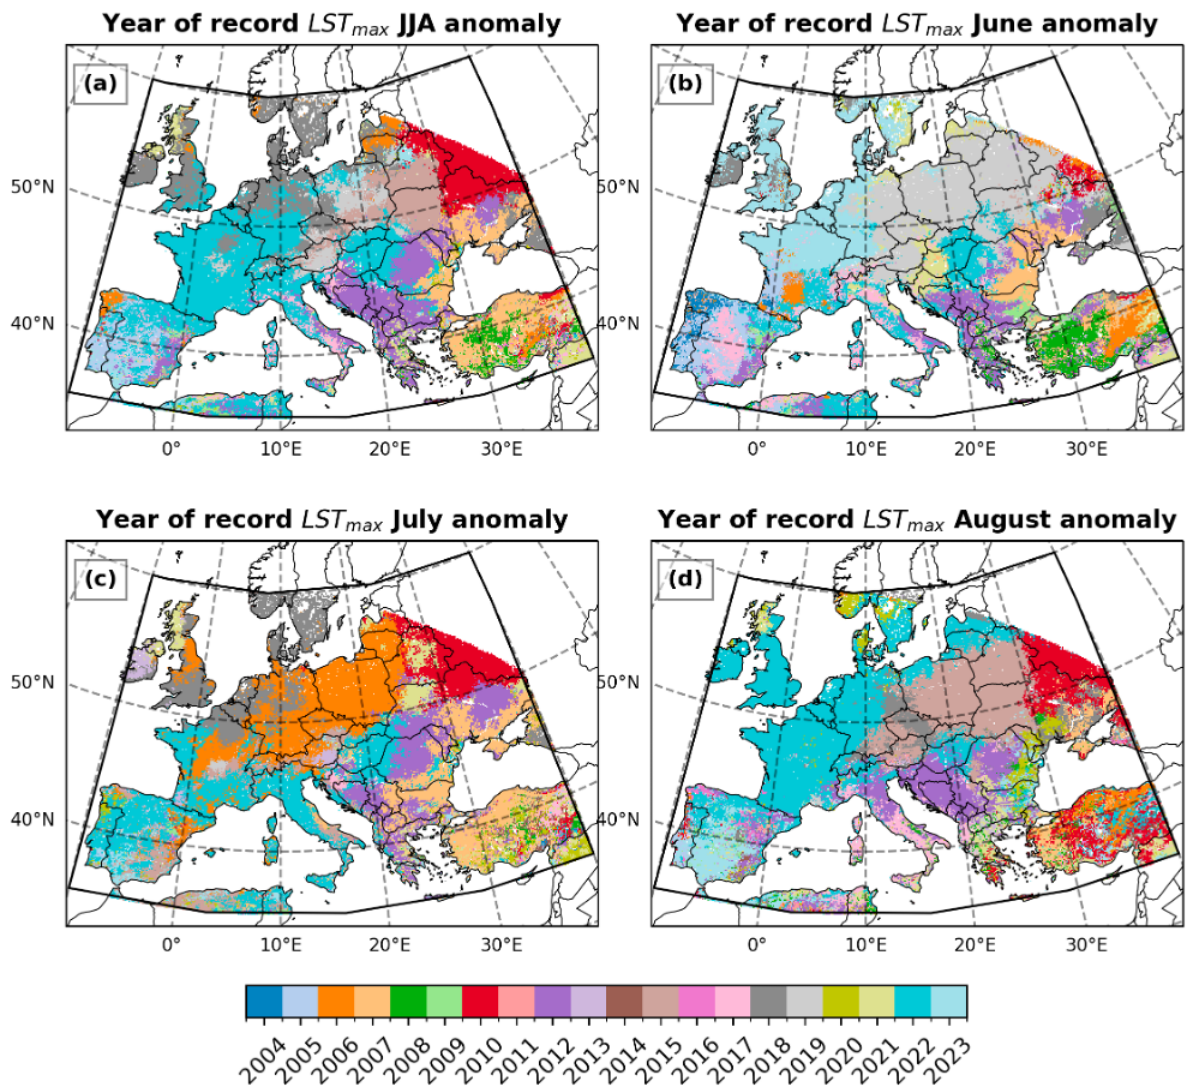 Year of record LSTmax JJA anomaly
Year of record LSTmax June anomaly
(a)
(b)
50°N
40°N
50°N
40°N
0°
10°E
20°E
30°E
0°
10°E
20°E
30°E
Year of record LSTmax July anomaly
Year of record LSTmax August anomaly
(c)
(d)
50°N
40°N
50°N
40°N
0°
10°E
20°E
30°E
0°
10°E
20°E
30°E
2004
2005
2006
2007
2008
2009
2010
2011
2012
2013
2014
2015
2016
2017
2018
2019
2020
2021
2022
2023